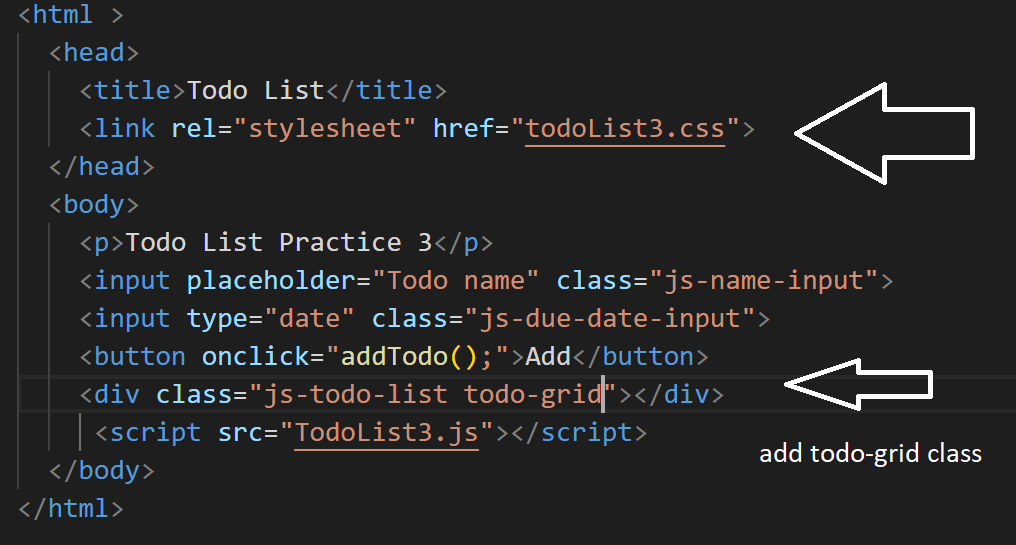 <html >
<head>
<title>Todo List</title>
<link rel="stylesheet" href="todoList3.css">
</head>
<body>
<p>Todo List Practice 3</p>
<input placeholder="Todo name" class="js-name-input">
<input type="date" class="js-due-date-input">
<button onclick="addTodo();">Add</button>
<div class="js-todo-list todo-grid"></div>
<script src="TodoList3.js"></script>
add todo-grid class
</body>
</html>